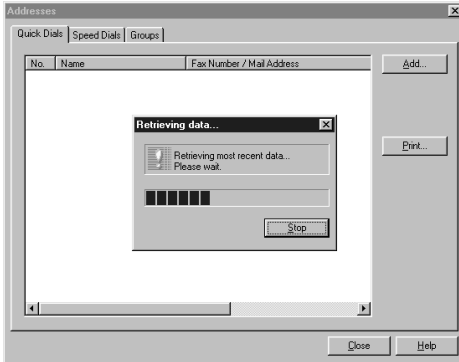 Addresses
Quick Dials Speed Dials Groups
No. Name Fax Number / Mail Address
Add...
Retrieving data...
Retrieving most recent data...
Please wait.
Print...
Stop
Close Help